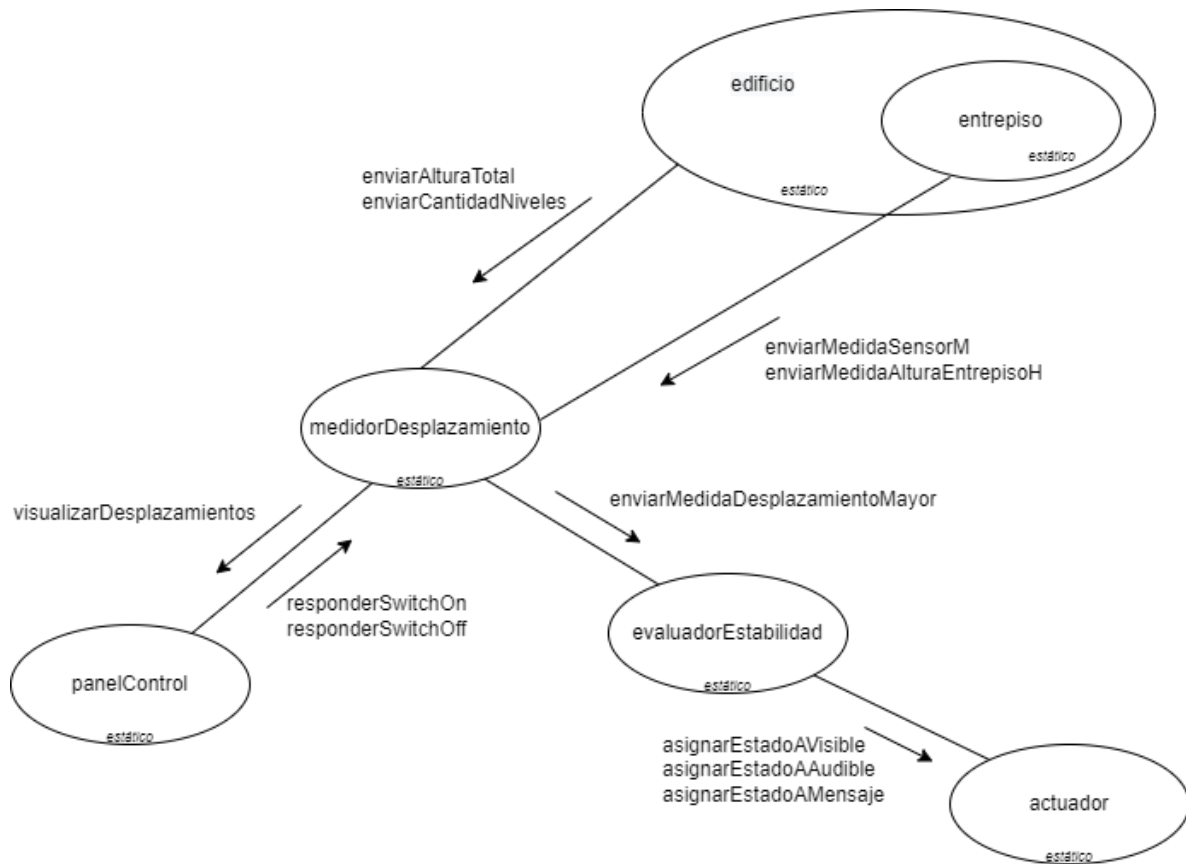 edificio
entrepiso
estático
estático
enviarAlturaTotal
enviarCantidadNiveles
enviarMedidaSensorM
enviarMedidaAlturaEntrepisoH
medidorDesplazamiento
estático
visualizarDesplazamientos
enviarMedidaDesplazamientoMayor
responderSwitchOn
responderSwitchOff
evaluadorEstabilidad
estático
panelControl
estático
asignarEstadoAVisible
asignarEstadoAAudible
asignarEstadoAMensaje
actuador
estático